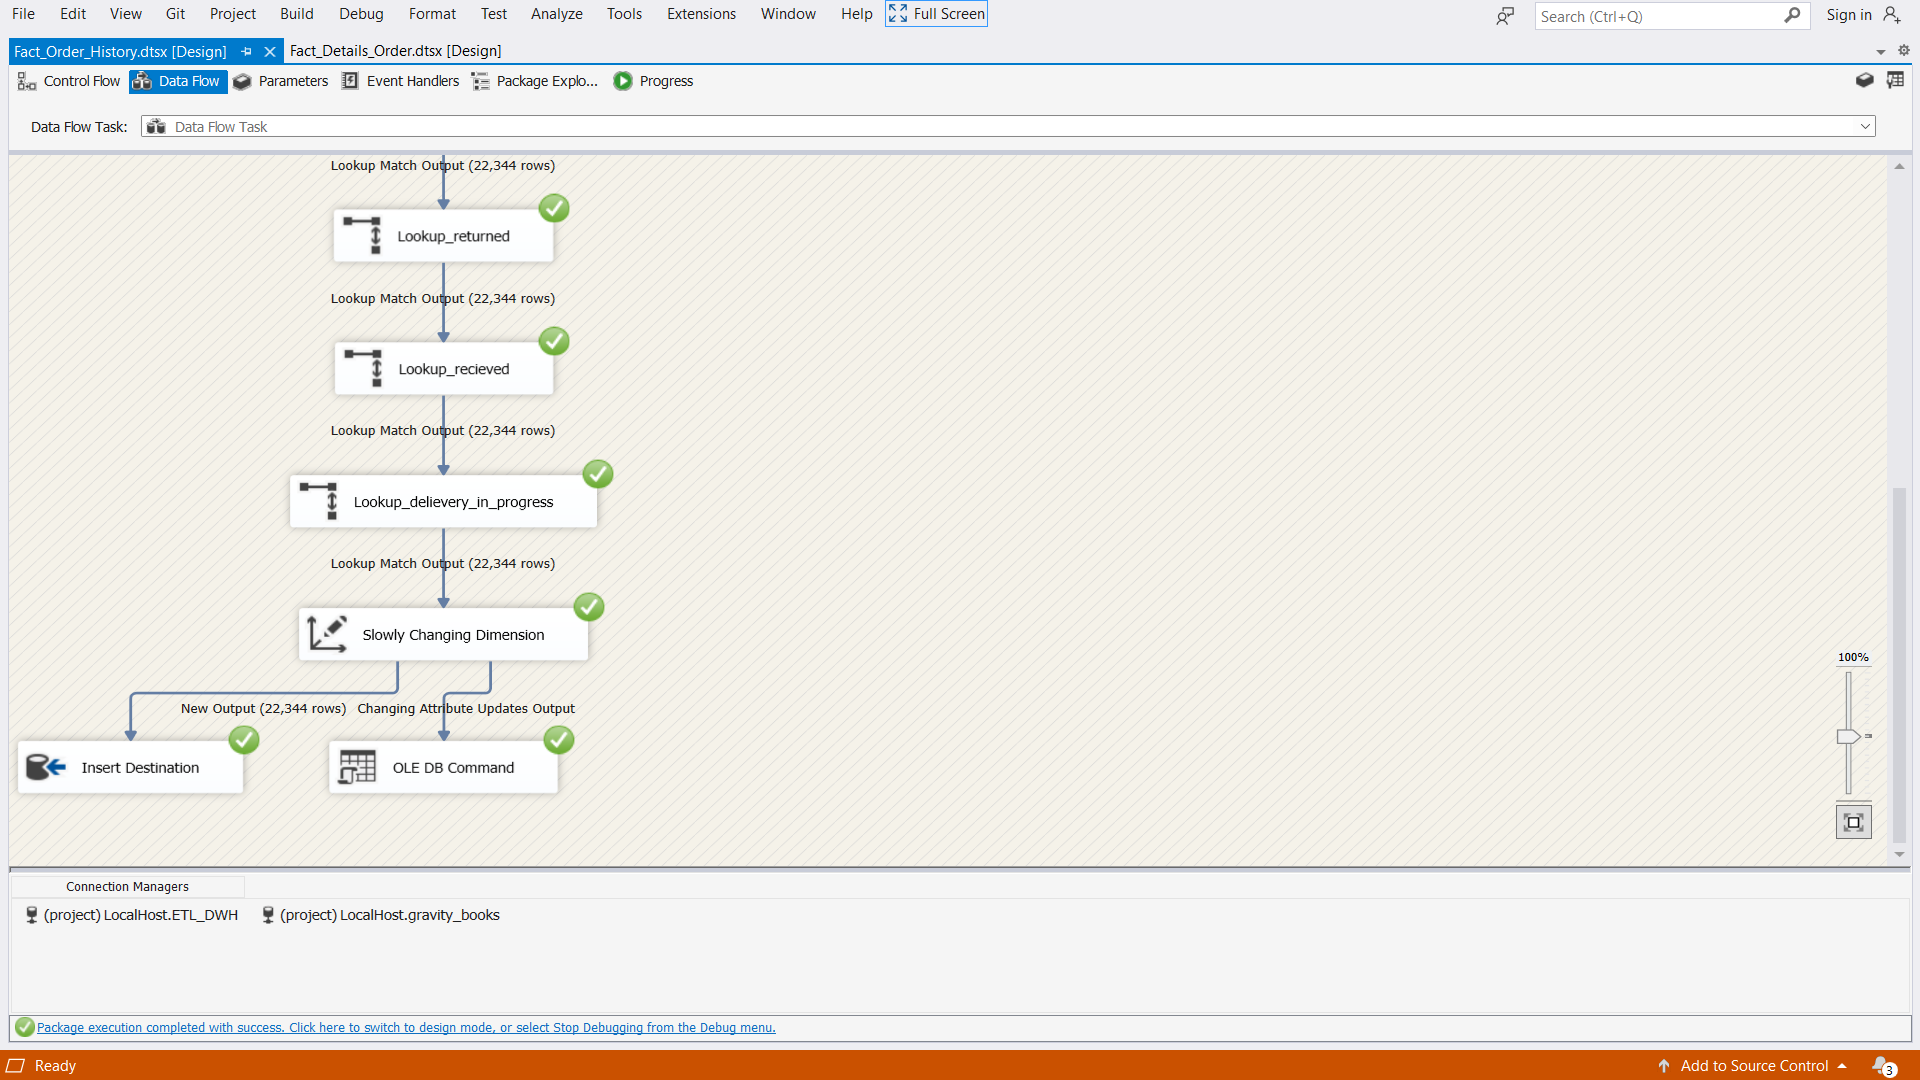 File Edit View Git Project Build Debug Format Test Analyze Tools Extensions Window Help Full Screen Search (Ctrl+Q) Sign in
Fact_Order_History.dtsx [Design] Fact_Details_Order.dtsx [Design]
Control Flow Data Flow Parameters Event Handlers Package Explo... Progress
Data Flow Task: Data Flow Task
Lookup Match Output (22,344 rows)
Lookup_returned
Lookup Match Output (22,344 rows)
Lookup_recieved
Lookup Match Output (22,344 rows)
Lookup_delievery_in_progress
Lookup Match Output (22,344 rows)
Slowly Changing Dimension
100%
New Output (22,344 rows) Changing Attribute Updates Output
Insert Destination OLE DB Command
Connection Managers
(project) LocalHost.ETL_DWH (project) LocalHost.gravity_books
Package execution completed with success. Click here to switch to design mode, or select Stop Debugging from the Debug menu.
Ready Add to Source Control 3